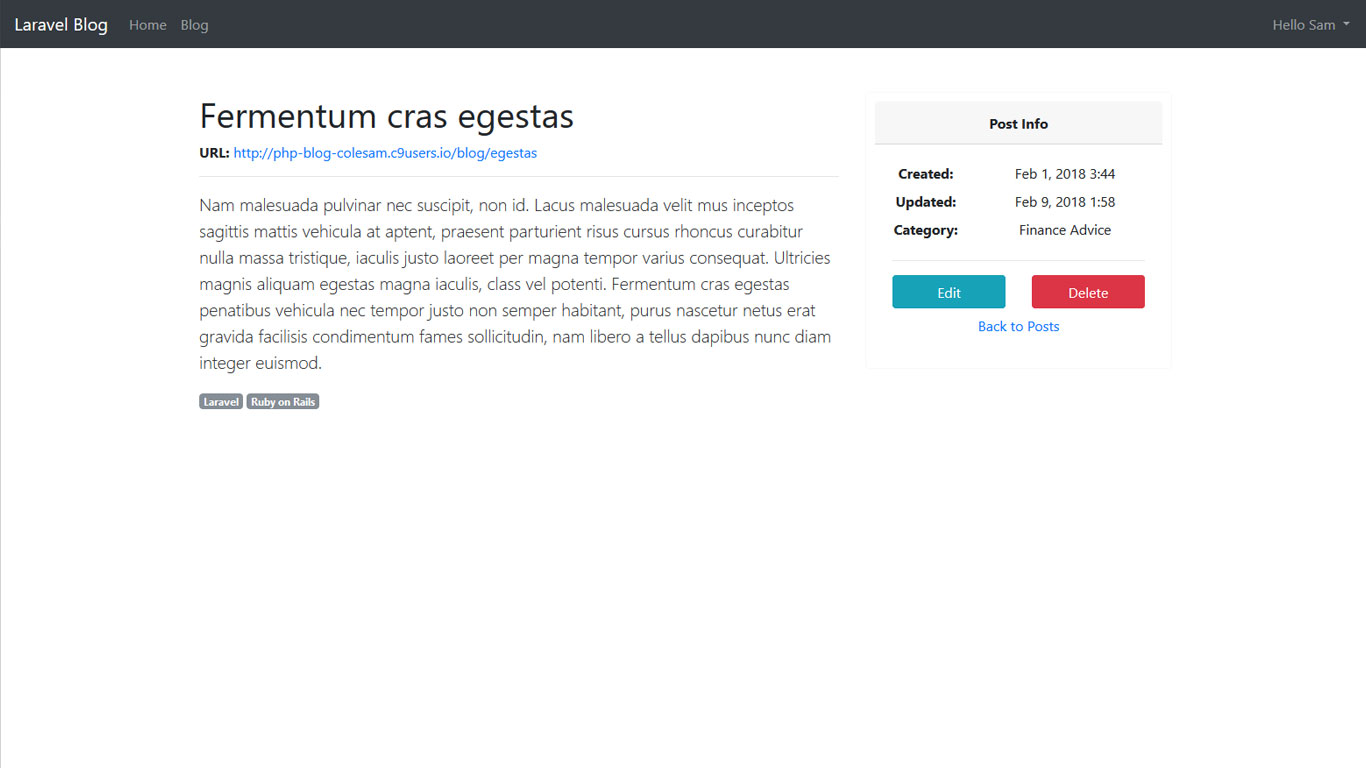 Laravel Blog Home Blog Hello Sam
Fermentum cras egestas
URL: http://php-blog-colesam.c9users.io/blog/egestas
Nam malesuada pulvinar nec suscipit, non id. Lacus malesuada velit mus inceptos
sagittis mattis vehicula at aptent, praesent parturient risus cursus rhoncus curabitur
nulla massa tristique, iaculis justo laoreet per magna tempor varius consequat. Ultricies
magnis aliquam egestas magna iaculis, class vel potenti. Fermentum cras egestas
penatibus vehicula nec tempor justo non semper habitant, purus nascetur netus erat
gravida facilisis condimentum fames sollicitudin, nam libero a tellus dapibus nunc diam
integer euismod.
Laravel Ruby on Rails
Post Info
Created: Feb 1, 2018 3:44
Updated: Feb 9, 2018 1:58
Category: Finance Advice
Edit Delete
Back to Posts